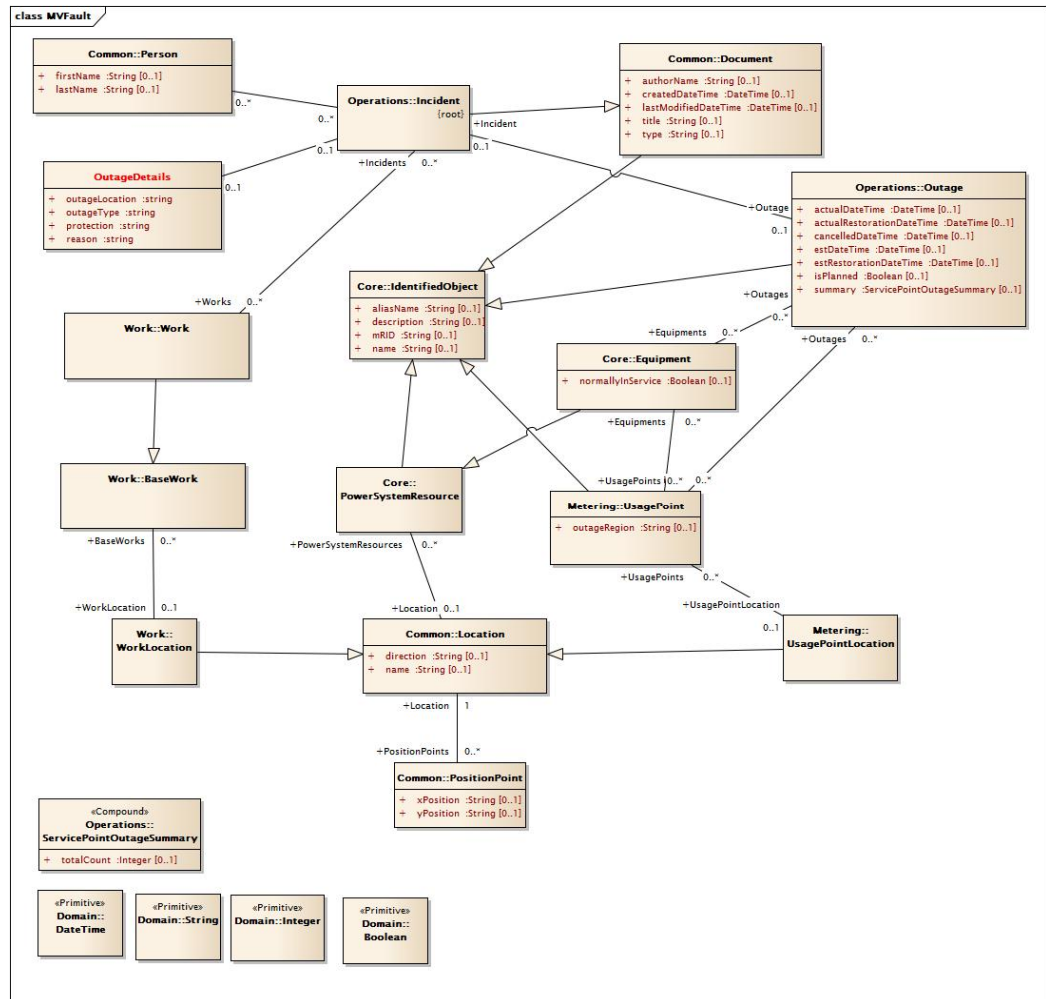 class MVFault
Common::Person
+ firstName :String [0..1]
+ lastName :String [0..1]
0..*
Operations::Incident
{root}
0..*
+Incident
0..1
Common::Document
+ authorName :String [0..1]
+ createdDateTime :DateTime [0..1]
+ lastModifiedDateTime :DateTime [0..1]
+ title :String [0..1]
+ type :String [0..1]
0..1
+Incidents 0..*
OutageDetails
+ outageLocation :string
+ outageType :string
+ protection :string
+ reason :string
0..1
Operations::Outage
+ actualDateTime :DateTime [0..1]
+ actualRestorationDateTime :DateTime [0..1]
+ cancelledDateTime :DateTime [0..1]
+ estDateTime :DateTime [0..1]
+ estRestorationDateTime :DateTime [0..1]
+ isPlanned :Boolean [0..1]
+ summary :ServicePointOutageSummary [0..1]
+Outage
0..1
+Outages
0..*
+Outages 0..*
Core::IdentifiedObject
+ aliasName :String [0..1]
+ description :String [0..1]
+ mRID :String [0..1]
+ name :String [0..1]
+Works 0..*
Work::Work
+Equipments
0..*
Core::Equipment
+ normallyInService :Boolean [0..1]
+Equipments 0..*
Work::BaseWork
+BaseWorks 0..*
Core::
PowerSystemResource
+PowerSystemResources 0..*
+UsagePoints 0..*
0..*
Metering::UsagePoint
+ outageRegion :String [0..1]
+UsagePoints 0..*
+UsagePointLocation
0..1
+WorkLocation 0..1
Work::
WorkLocation
+Location 0..1
Common::Location
+ direction :String [0..1]
+ name :String [0..1]
+Location 1
Metering::
UsagePointLocation
+PositionPoints 0..*
Common::PositionPoint
+ xPosition :String [0..1]
+ yPosition :String [0..1]
«Compound»
Operations::
ServicePointOutageSummary
+ totalCount :Integer [0..1]
«Primitive»
Domain::
DateTime
«Primitive»
Domain::String
«Primitive»
Domain::Integer
«Primitive»
Domain::
Boolean